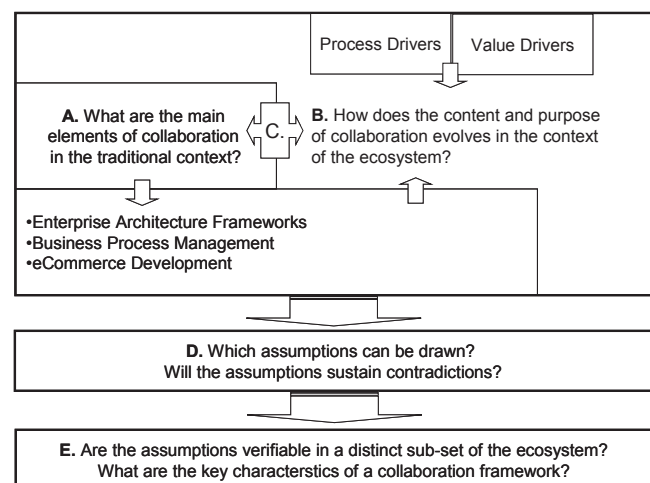 Process Drivers
Value Drivers
A. What are the main
elements of collaboration
in the traditional context?
C.
B. How does the content and purpose
of collaboration evolves in the context
of the ecosystem?
•Enterprise Architecture Frameworks
•Business Process Management
•eCommerce Development
D. Which assumptions can be drawn?
Will the assumptions sustain contradictions?
E. Are the assumptions verifiable in a distinct sub-set of the ecosystem?
What are the key characterstics of a collaboration framework?